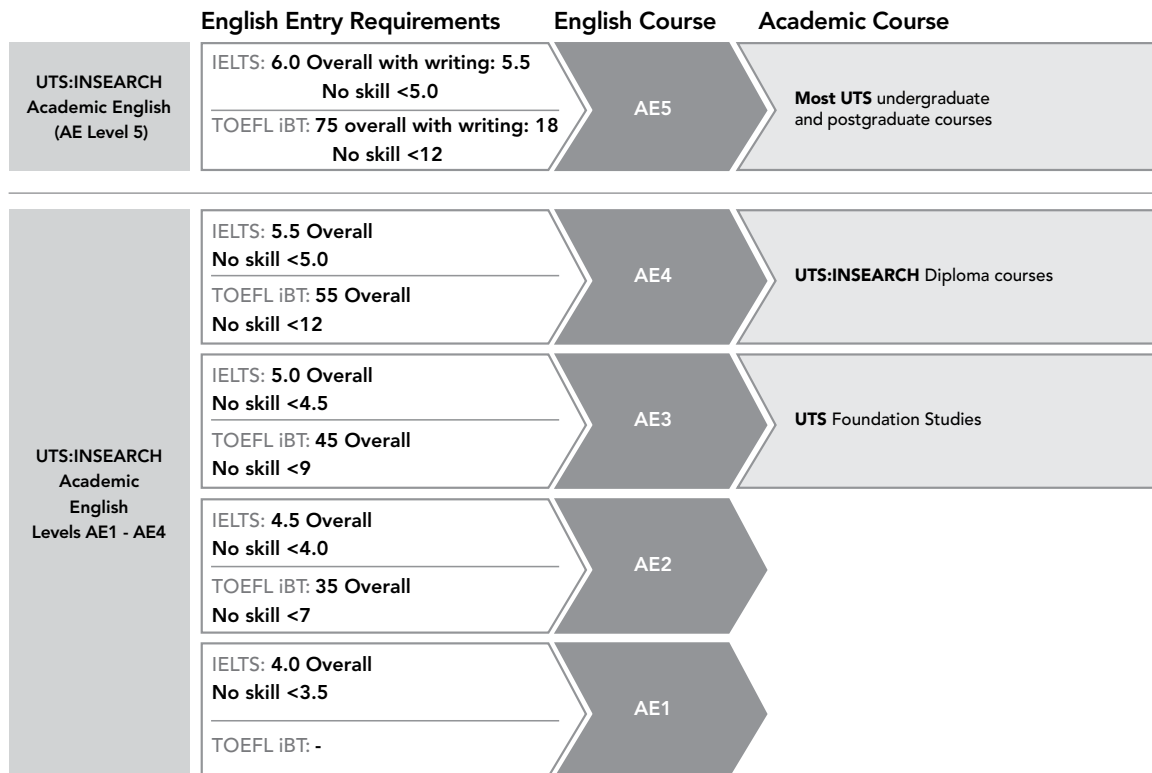 English Entry Requirements English Course Academic Course
UTS:INSEARCH
Academic English
(AE Level 5)
IELTS: 6.0 Overall with writing: 5.5
No skill <5.0
TOEFL iBT: 75 overall with writing: 18
No skill <12
AE5
Most UTS undergraduate
and postgraduate courses
UTS:INSEARCH
Academic
English
Levels AE1 - AE4
IELTS: 5.5 Overall
No skill <5.0
TOEFL iBT: 55 Overall
No skill <12
AE4
UTS:INSEARCH Diploma courses
IELTS: 5.0 Overall
No skill <4.5
TOEFL iBT: 45 Overall
No skill <9
AE3
UTS Foundation Studies
IELTS: 4.5 Overall
No skill <4.0
TOEFL iBT: 35 Overall
No skill <7
AE2
IELTS: 4.0 Overall
No skill <3.5
TOEFL iBT: -
AE1